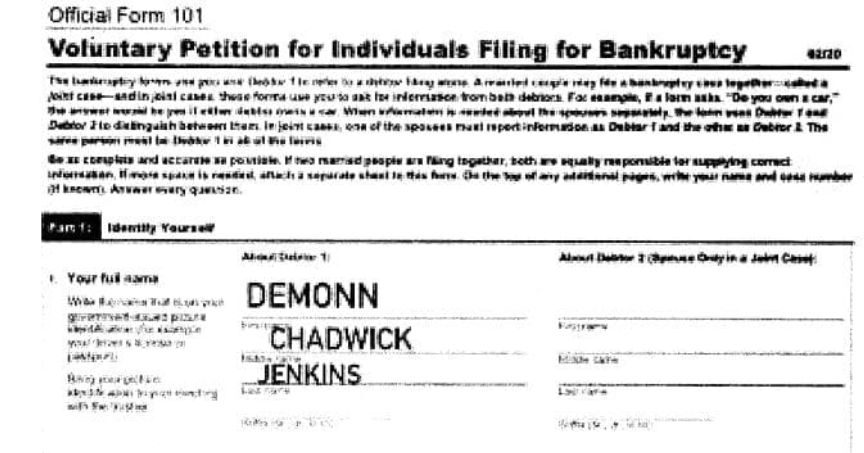 Official Form 101
Voluntary Petition for Individuals Filing for Bankruptcy 02/20
The bankruptcy forms use you and Debtor 1 to refer to a debtor filing alone. A married couple may file a bankruptcy case together—called a
joint case—and in joint cases, these forms use you to ask for information from both debtors. For example, if a form asks, "Do you own a car,"
the answer would be yes if either debtor owns a car. When information is needed about the spouses separately, the form uses Debtor 1 and
Debtor 2 to distinguish between them. In joint cases, one of the spouses must report information as Debtor 1 and the other as Debtor 2. The
same person must be Debtor 1 in all of the forms.
Be as complete and accurate as possible. If two married people are filing together, both are equally responsible for supplying correct
information. If more space is needed, attach a separate sheet to this form. On the top of any additional pages, write your name and case number
(if known). Answer every question.
Part 1: Identify Yourself
About Debtor 1: About Debtor 2 (Spouse Only in a Joint Case):
1. Your full name
Write the name that is on your
government-issued picture
identification (for example,
your driver's license or
passport).
Bring your picture
identification to your meeting
with the trustee.
DEMONN
First name First name
CHADWICK
Middle name Middle name
JENKINS
Last name Last name
Suffix (Sr., Jr., II, III) Suffix (Sr., Jr., II, III)